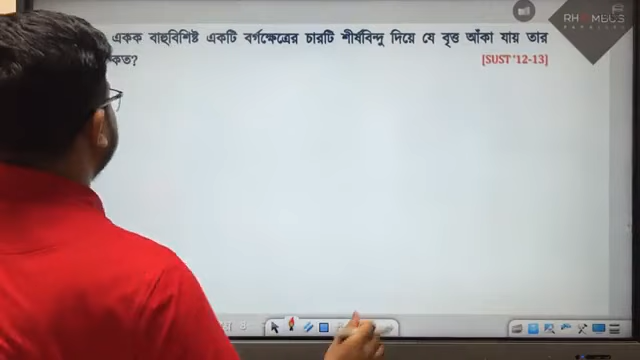 একক বাহুবিশিষ্ট একটি বর্গক্ষেত্রের চারটি শীর্ষবিন্দু দিয়ে যে বৃত্ত আঁকা যায় তার
কত? [SUST '12-13]
RHOMBUS